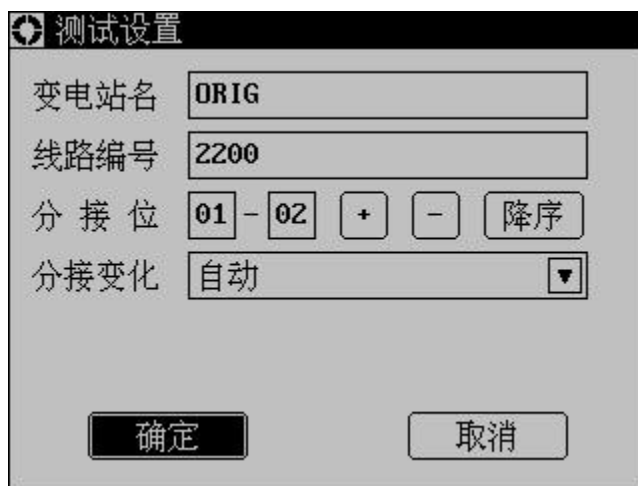 测试设置
变电站名 ORIG
线路编号 2200
分接位 01 - 02 + - 降序
分接变化 自动
确定 取消